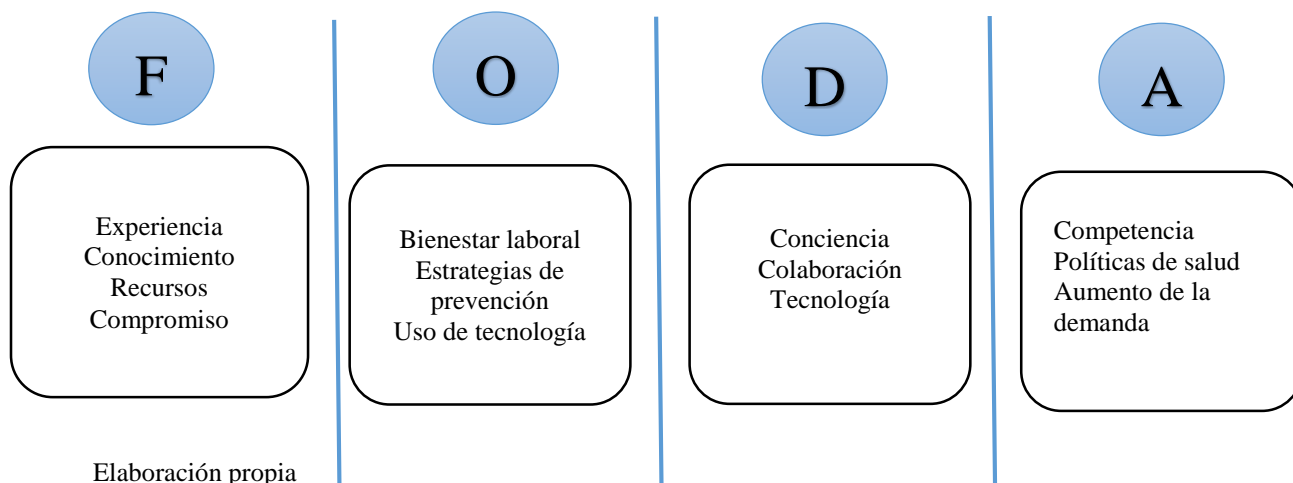 F
Experiencia
Conocimiento
Recursos
Compromiso
O
Bienestar laboral
Estrategias de
prevención
Uso de tecnología
D
Conciencia
Colaboración
Tecnología
A
Competencia
Políticas de salud
Aumento de la
demanda
Elaboración propia